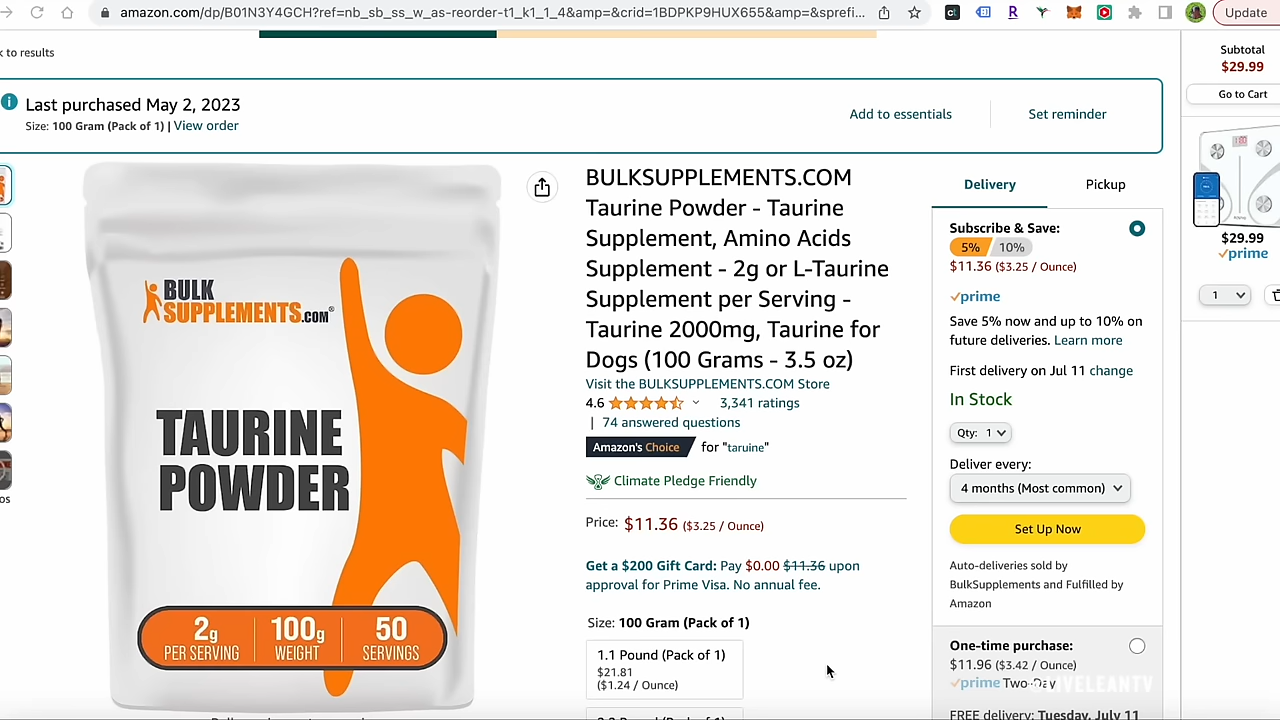 amazon.com/dp/B01N3Y4GCH?ref=nb_sb_ss_w_as-reorder-t1_k1_1_4&amp=&crid=1BDPKP9HUX655&amp=&sprefi...
Update
k to results
Subtotal
$29.99
Go to Cart
Last purchased May 2, 2023
Size: 100 Gram (Pack of 1) | View order
Add to essentials
Set reminder
BULK
SUPPLEMENTS.COM®
TAURINE
POWDER
2g
PER SERVING
100g
WEIGHT
50
SERVINGS
BULKSUPPLEMENTS.COM
Taurine Powder - Taurine
Supplement, Amino Acids
Supplement - 2g or L-Taurine
Supplement per Serving -
Taurine 2000mg, Taurine for
Dogs (100 Grams - 3.5 oz)
Visit the BULKSUPPLEMENTS.COM Store
4.6 3,341 ratings
| 74 answered questions
Amazon's Choice for "taruine"
Climate Pledge Friendly
Price: $11.36 ($3.25 / Ounce)
Get a $200 Gift Card: Pay $0.00 $11.36 upon
approval for Prime Visa. No annual fee.
Size: 100 Gram (Pack of 1)
1.1 Pound (Pack of 1)
$21.81
($1.24 / Ounce)
Delivery
Pickup
Subscribe & Save:
5% 10%
$11.36 ($3.25 / Ounce)
prime
Save 5% now and up to 10% on
future deliveries. Learn more
First delivery on Jul 11 change
In Stock
Qty: 1
Deliver every:
4 months (Most common)
Set Up Now
Auto-deliveries sold by
BulkSupplements and Fulfilled by
Amazon
One-time purchase:
$11.96 ($3.42 / Ounce)
prime Two-Day
FREE delivery: Tuesday, July 11
$29.99
prime
1
os